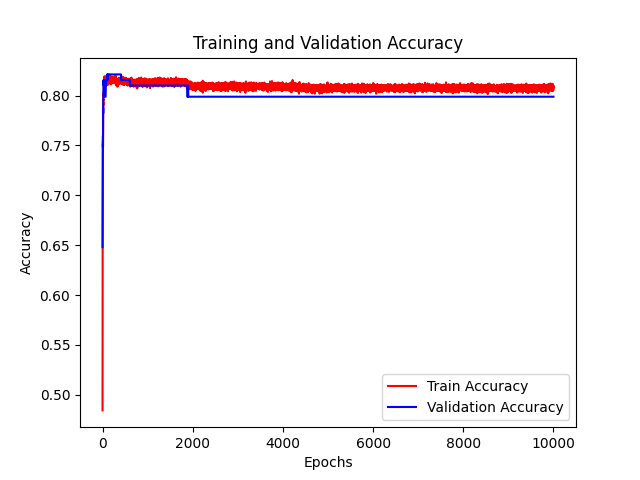 Training and Validation Accuracy
Accuracy
0.80
0.75
0.70
0.65
0.60
0.55
0.50
0
2000
4000
6000
8000
10000
Epochs
Train Accuracy
Validation Accuracy